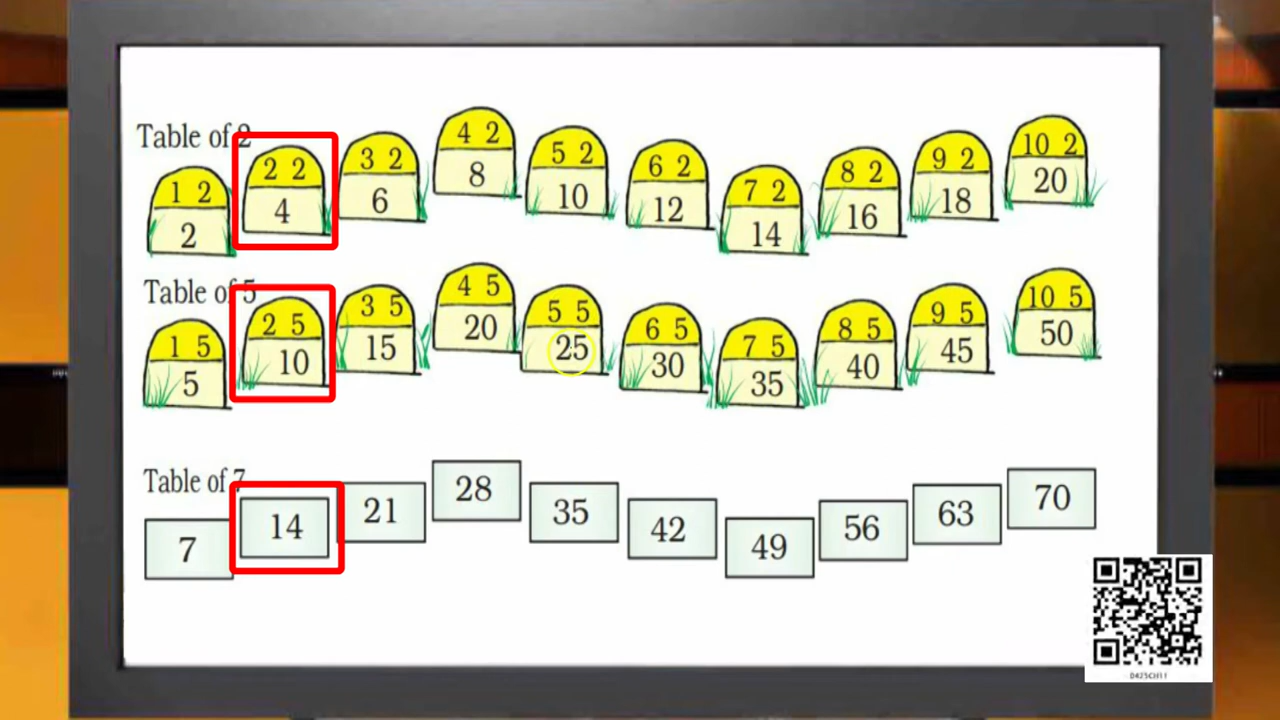 Table of 2
1 2 2 2 3 2 4 2 5 2 6 2 7 2 8 2 9 2 10 2
2 4 6 8 10 12 14 16 18 20
Table of 5
1 5 2 5 3 5 4 5 5 5 6 5 7 5 8 5 9 5 10 5
5 10 15 20 25 30 35 40 45 50
Table of 7
7 14 21 28 35 42 49 56 63 70
0425CH11